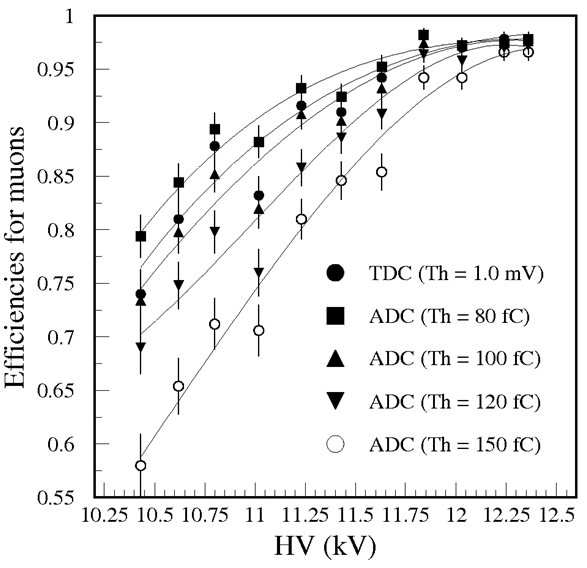 Efficiencies for muons
1
0.95
0.9
0.85
0.8
0.75
0.7
0.65
0.6
0.55
TDC (Th = 1.0 mV)
ADC (Th = 80 fC)
ADC (Th = 100 fC)
ADC (Th = 120 fC)
ADC (Th = 150 fC)
10.25 10.5 10.75 11 11.25 11.5 11.75 12 12.25 12.5
HV (kV)